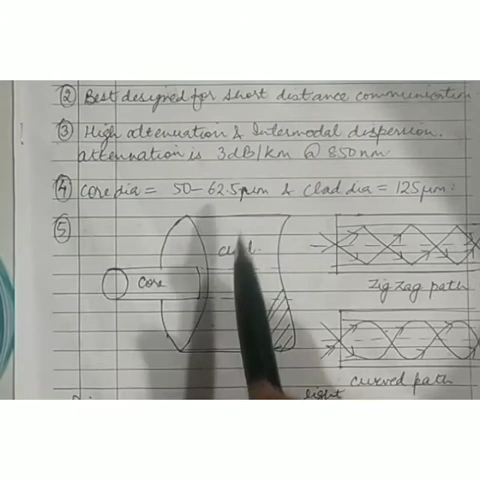 ② Best designed for short distance communication
③ High attenuation & Intermodal dispersion.
attenuation is 3dB/km @ 850nm.
④ Core dia = 50-62.5μm & Clad dia = 125μm.
⑤
Core
zig zag path
curved path
light